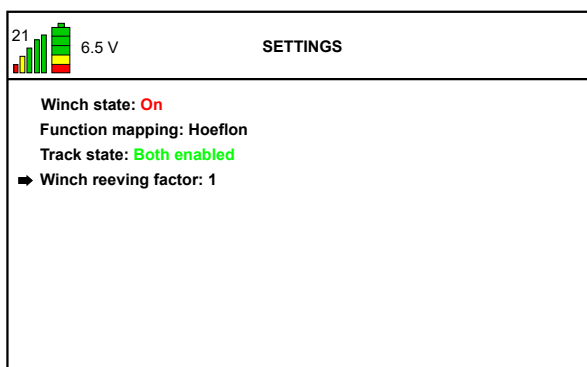 21
6.5 V
SETTINGS
Winch state: On
Function mapping: Hoeflon
Track state: Both enabled
Winch reeving factor: 1